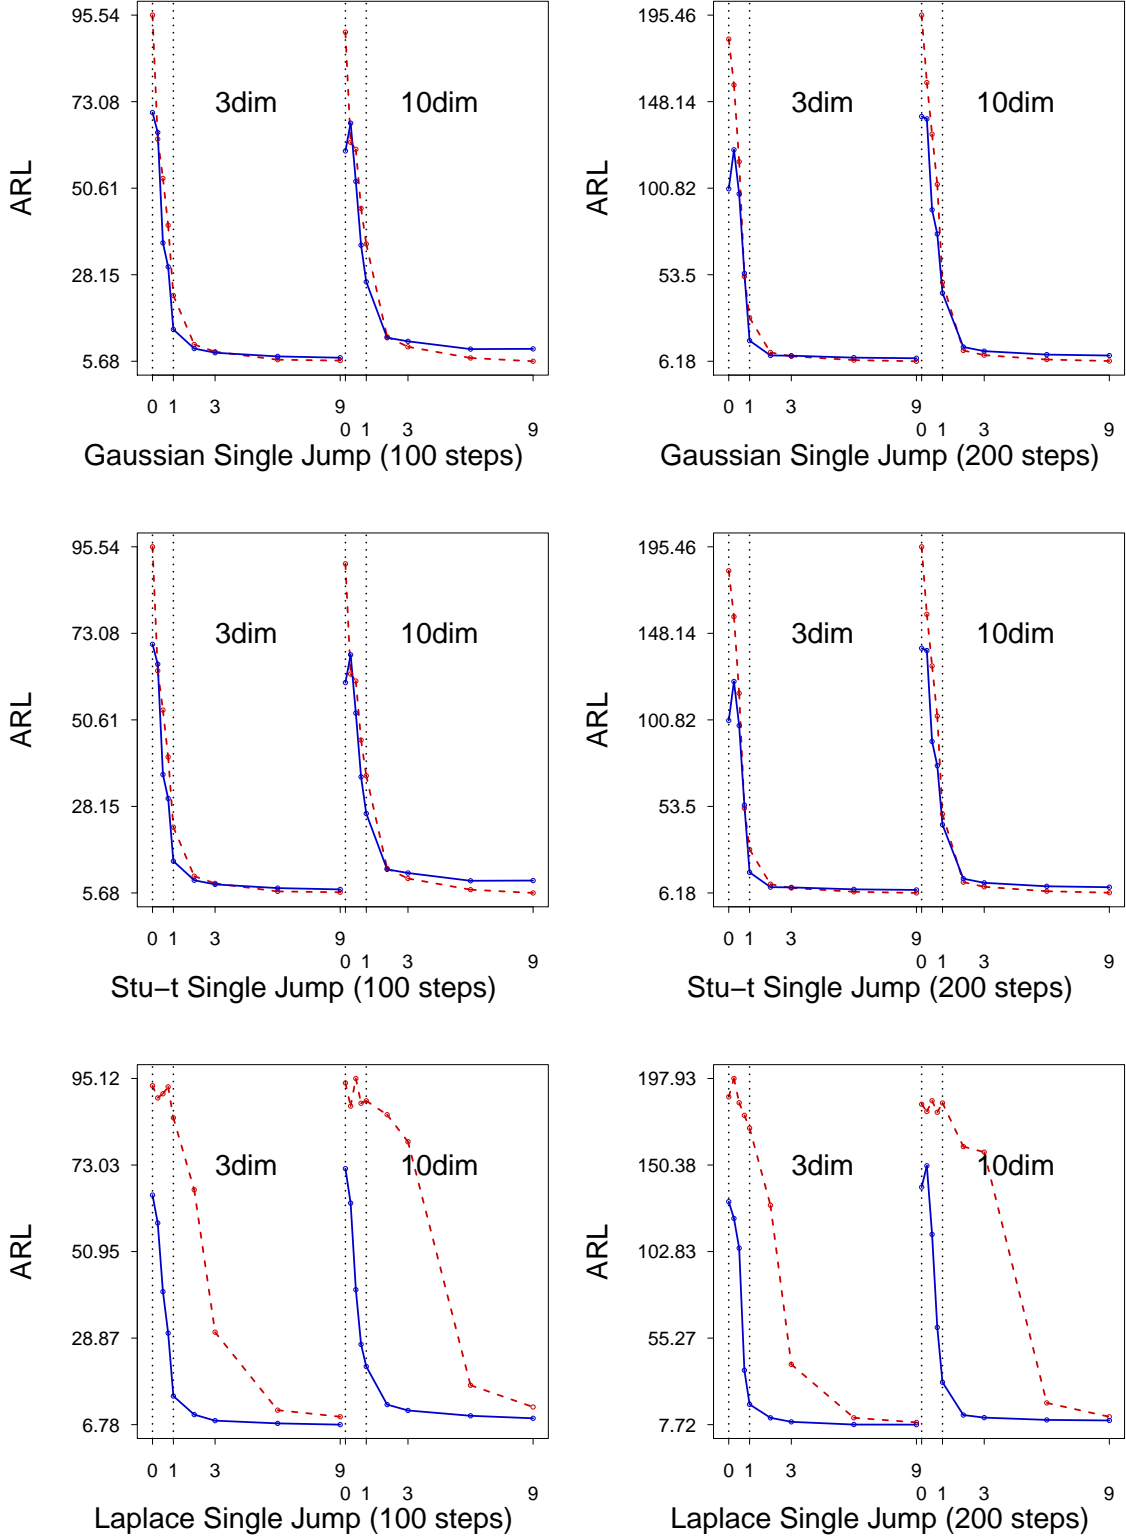 95.54
73.08
50.61
28.15
5.68
ARL
3dim
10dim
0 1 3 9
0 1 3 9
Gaussian Single Jump (100 steps)
195.46
148.14
100.82
53.5
6.18
ARL
3dim
10dim
0 1 3 9
0 1 3 9
Gaussian Single Jump (200 steps)
95.54
73.08
50.61
28.15
5.68
ARL
3dim
10dim
0 1 3 9
0 1 3 9
Stu−t Single Jump (100 steps)
195.46
148.14
100.82
53.5
6.18
ARL
3dim
10dim
0 1 3 9
0 1 3 9
Stu−t Single Jump (200 steps)
95.12
73.03
50.95
28.87
6.78
ARL
3dim
10dim
0 1 3 9
0 1 3 9
Laplace Single Jump (100 steps)
197.93
150.38
102.83
55.27
7.72
ARL
3dim
10dim
0 1 3 9
0 1 3 9
Laplace Single Jump (200 steps)